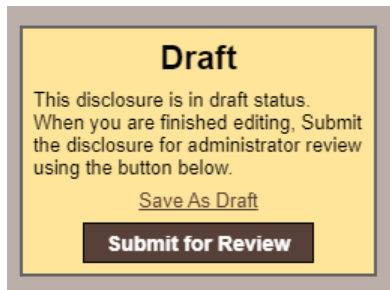 Draft
This disclosure is in draft status.
When you are finished editing, Submit
the disclosure for administrator review
using the button below.
Save As Draft
Submit for Review